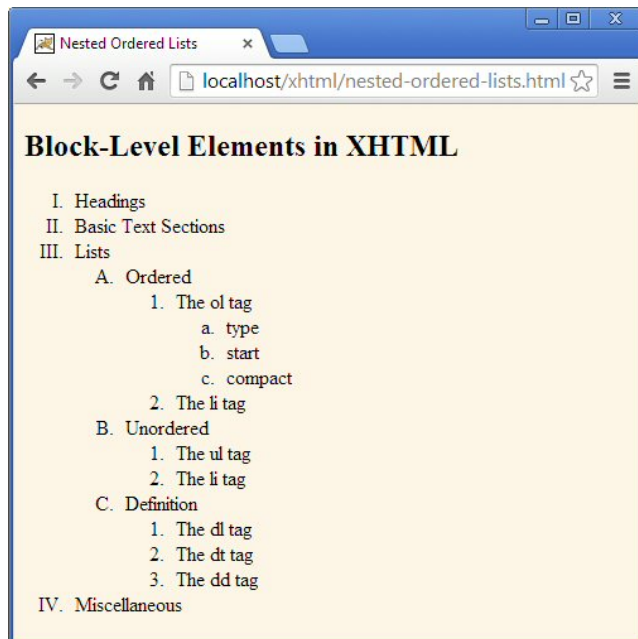 Nested Ordered Lists
localhost/xhtml/nested-ordered-lists.html
Block-Level Elements in XHTML
I. Headings
II. Basic Text Sections
III. Lists
A. Ordered
1. The ol tag
a. type
b. start
c. compact
2. The li tag
B. Unordered
1. The ul tag
2. The li tag
C. Definition
1. The dl tag
2. The dt tag
3. The dd tag
IV. Miscellaneous